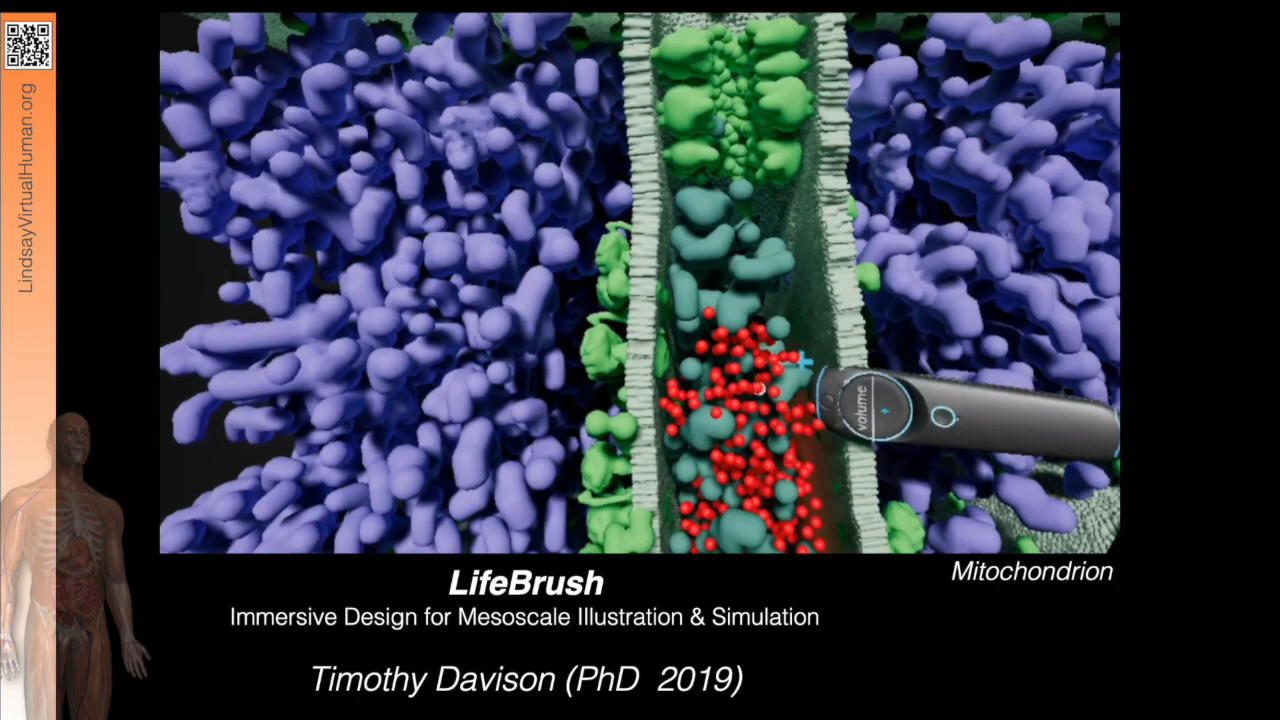 LindsayVirtualHuman.org
volume
Mitochondrion
LifeBrush
Immersive Design for Mesoscale Illustration & Simulation
Timothy Davison (PhD 2019)